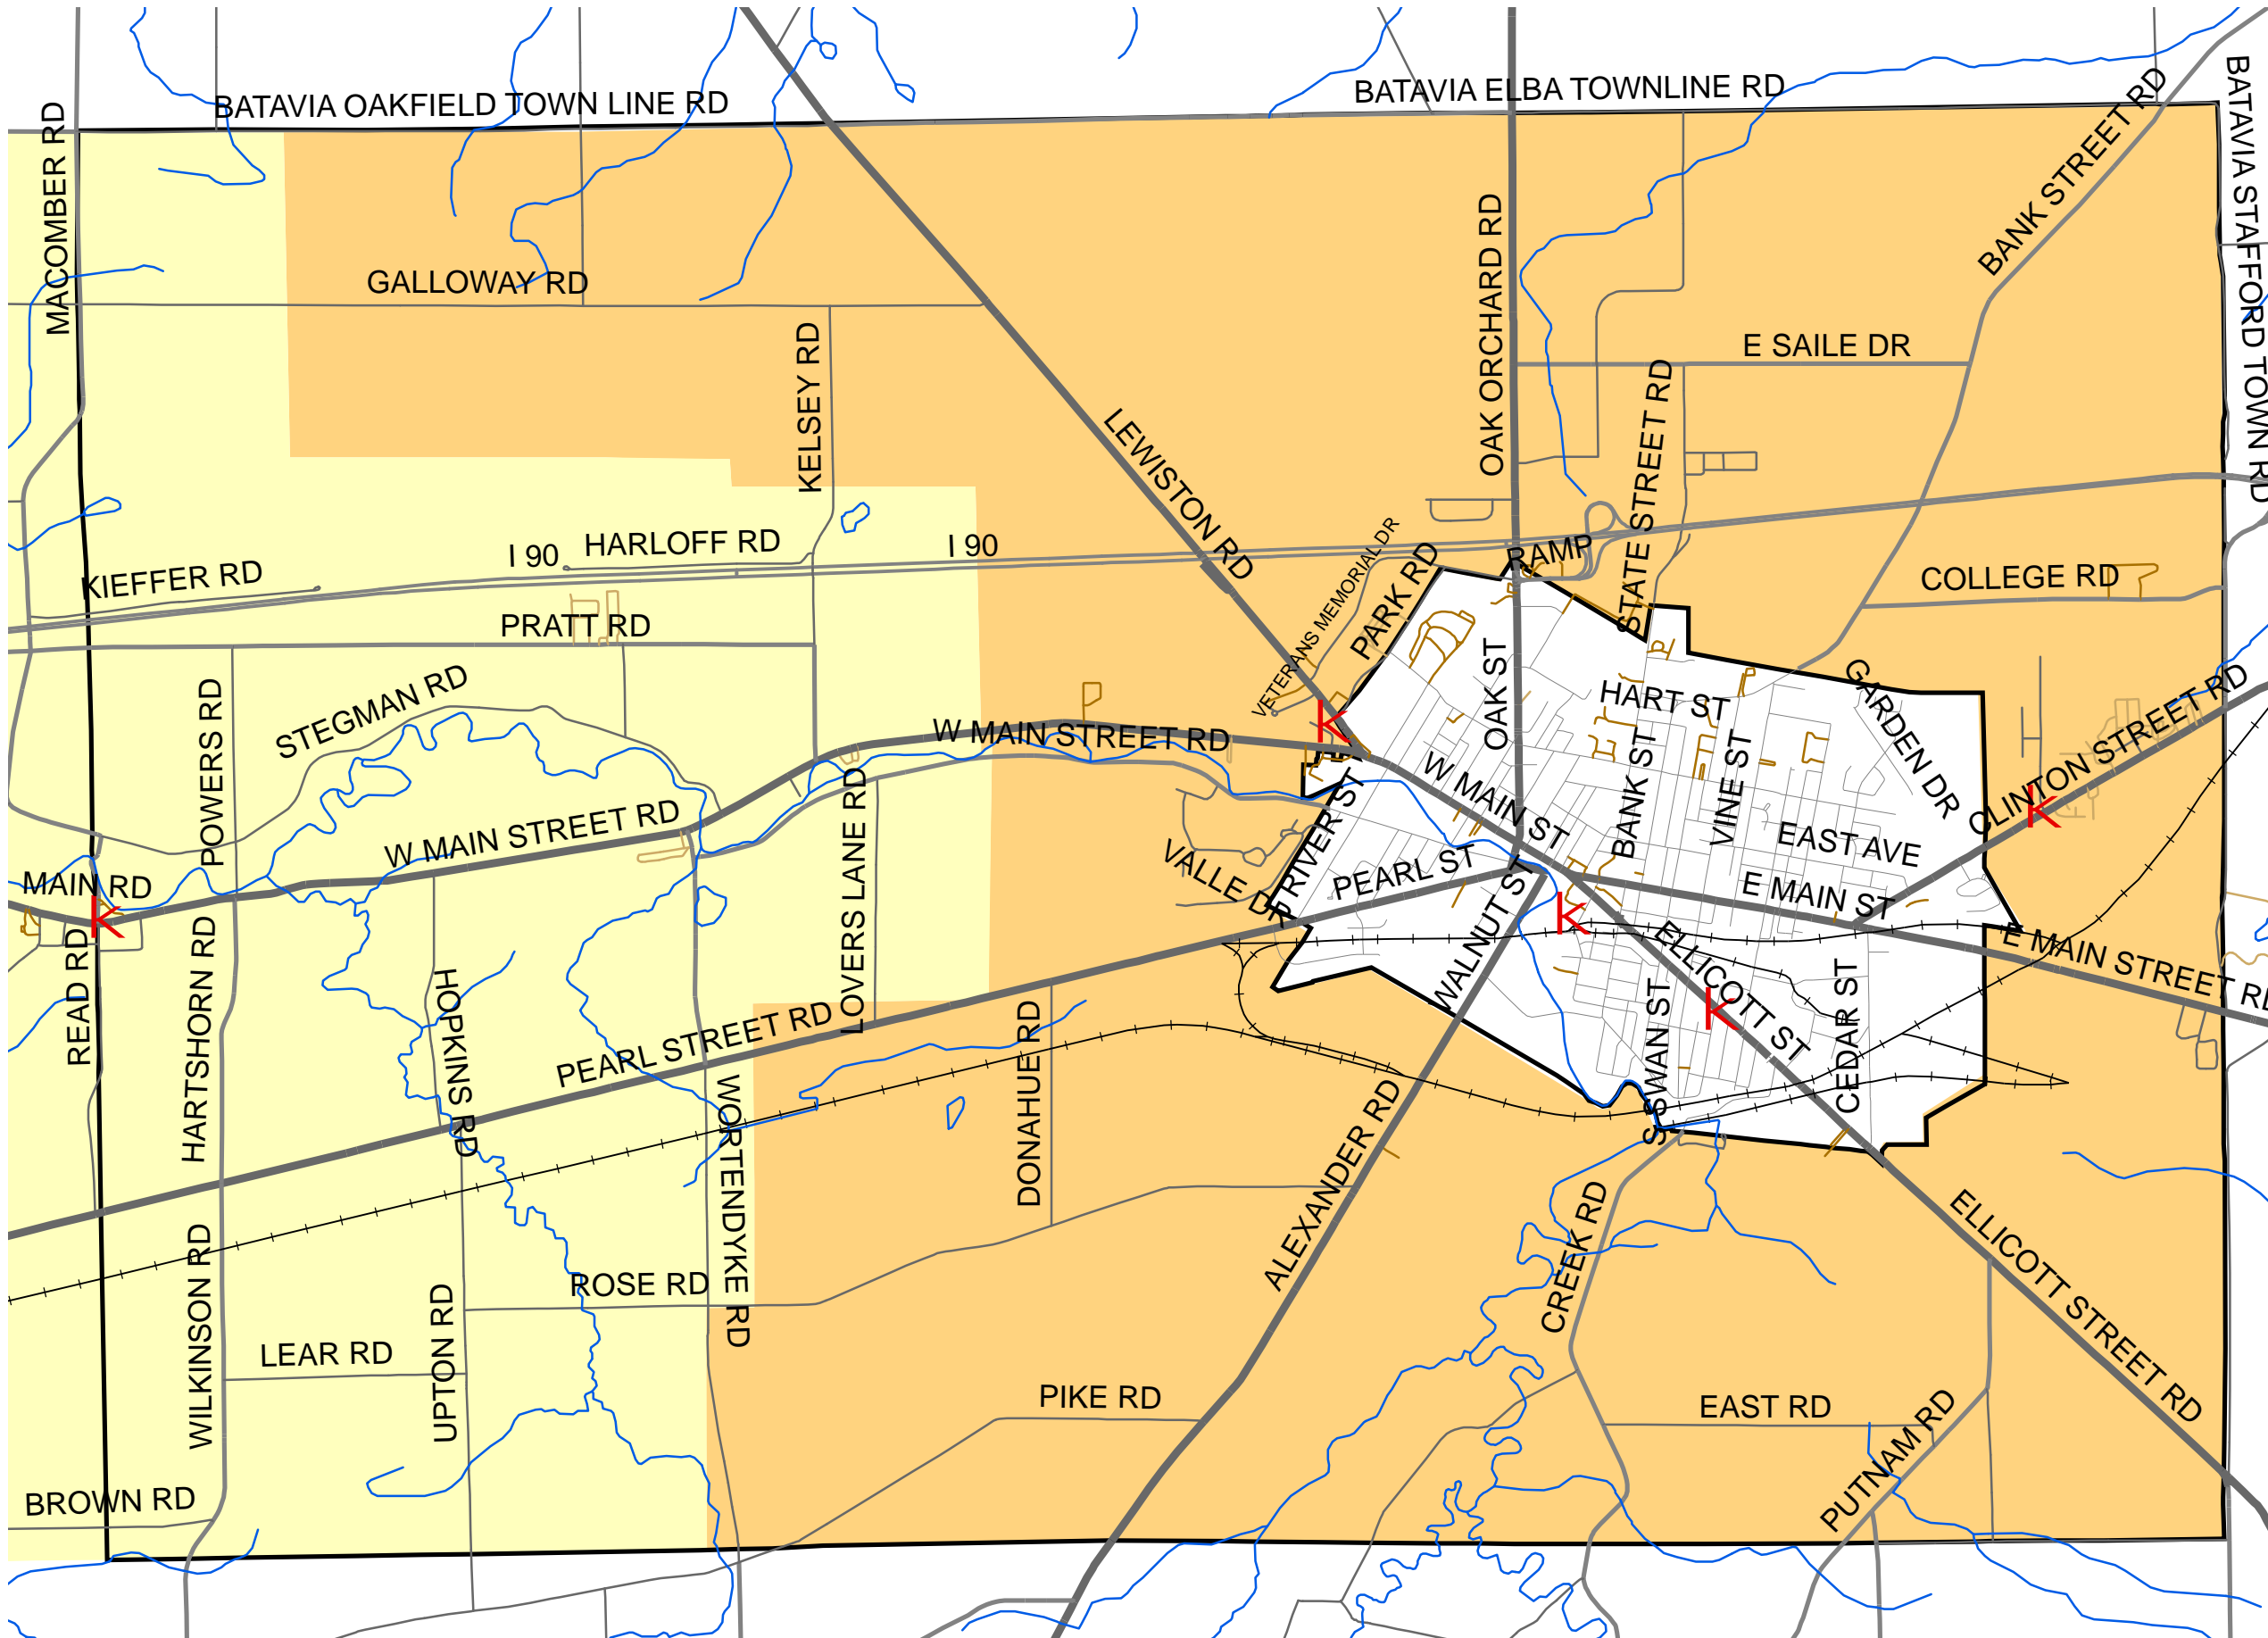 BATAVIA OAKFIELD TOWN LINE RD
BATAVIA ELBA TOWNLINE RD
BATAVIA STAFFORD TOWN RD
MACOMBER RD
BANK STREET RD
GALLOWAY RD
KELSEY RD
OAK ORCHARD RD
E SAILE DR
LEWISTON RD
STATE STREET RD
I 90
HARLOFF RD
I 90
RAMP
KIEFFER RD
COLLEGE RD
VETERANS MEMORIAL DR
PARK RD
PRATT RD
STEGMAN RD
POWERS RD
OAK ST
HART ST
GARDEN DR
CLINTON STREET RD
K
W MAIN STREET RD
W MAIN ST
BANK ST
VINE ST
K
W MAIN STREET RD
LOVERS LANE RD
RIVER ST
EAST AVE
VALLE DR
PEARL ST
WALNUT ST
E MAIN ST
MAIN RD
K
K
E MAIN STREET RD
READ RD
HARTSHORN RD
HOPKINS RD
ELLICOTT ST
K
PEARL STREET RD
DONAHUE RD
S SWAN ST
CEDAR ST
WORTENDYKE RD
ALEXANDER RD
CREEK RD
ELLICOTT STREET RD
WILKINSON RD
ROSE RD
UPTON RD
LEAR RD
PIKE RD
EAST RD
PUTNAM RD
BROWN RD